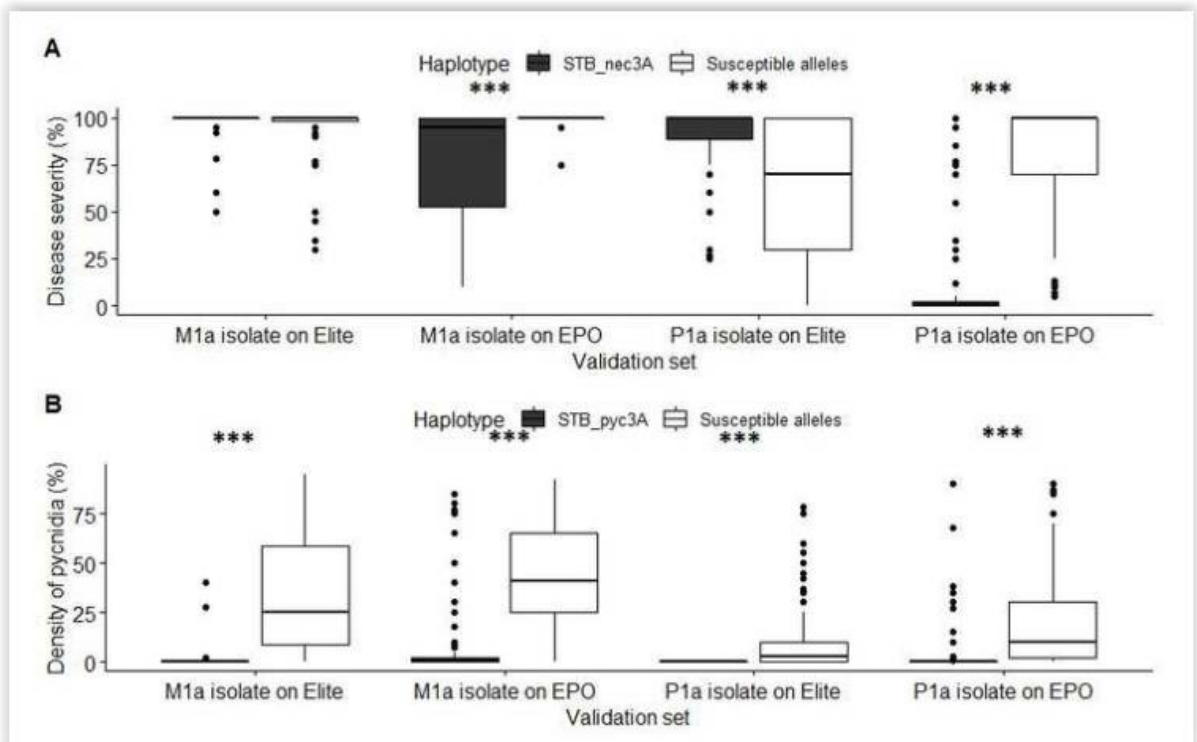 A
Haplotype STB_nec3A Susceptible alleles
*** *** ***
Disease severity (%)
100
75
50
25
0
M1a isolate on Elite M1a isolate on EPO P1a isolate on Elite P1a isolate on EPO
Validation set
B
Haplotype STB_pyc3A Susceptible alleles
*** *** *** ***
Density of pycnidia (%)
75
50
25
0
M1a isolate on Elite M1a isolate on EPO P1a isolate on Elite P1a isolate on EPO
Validation set